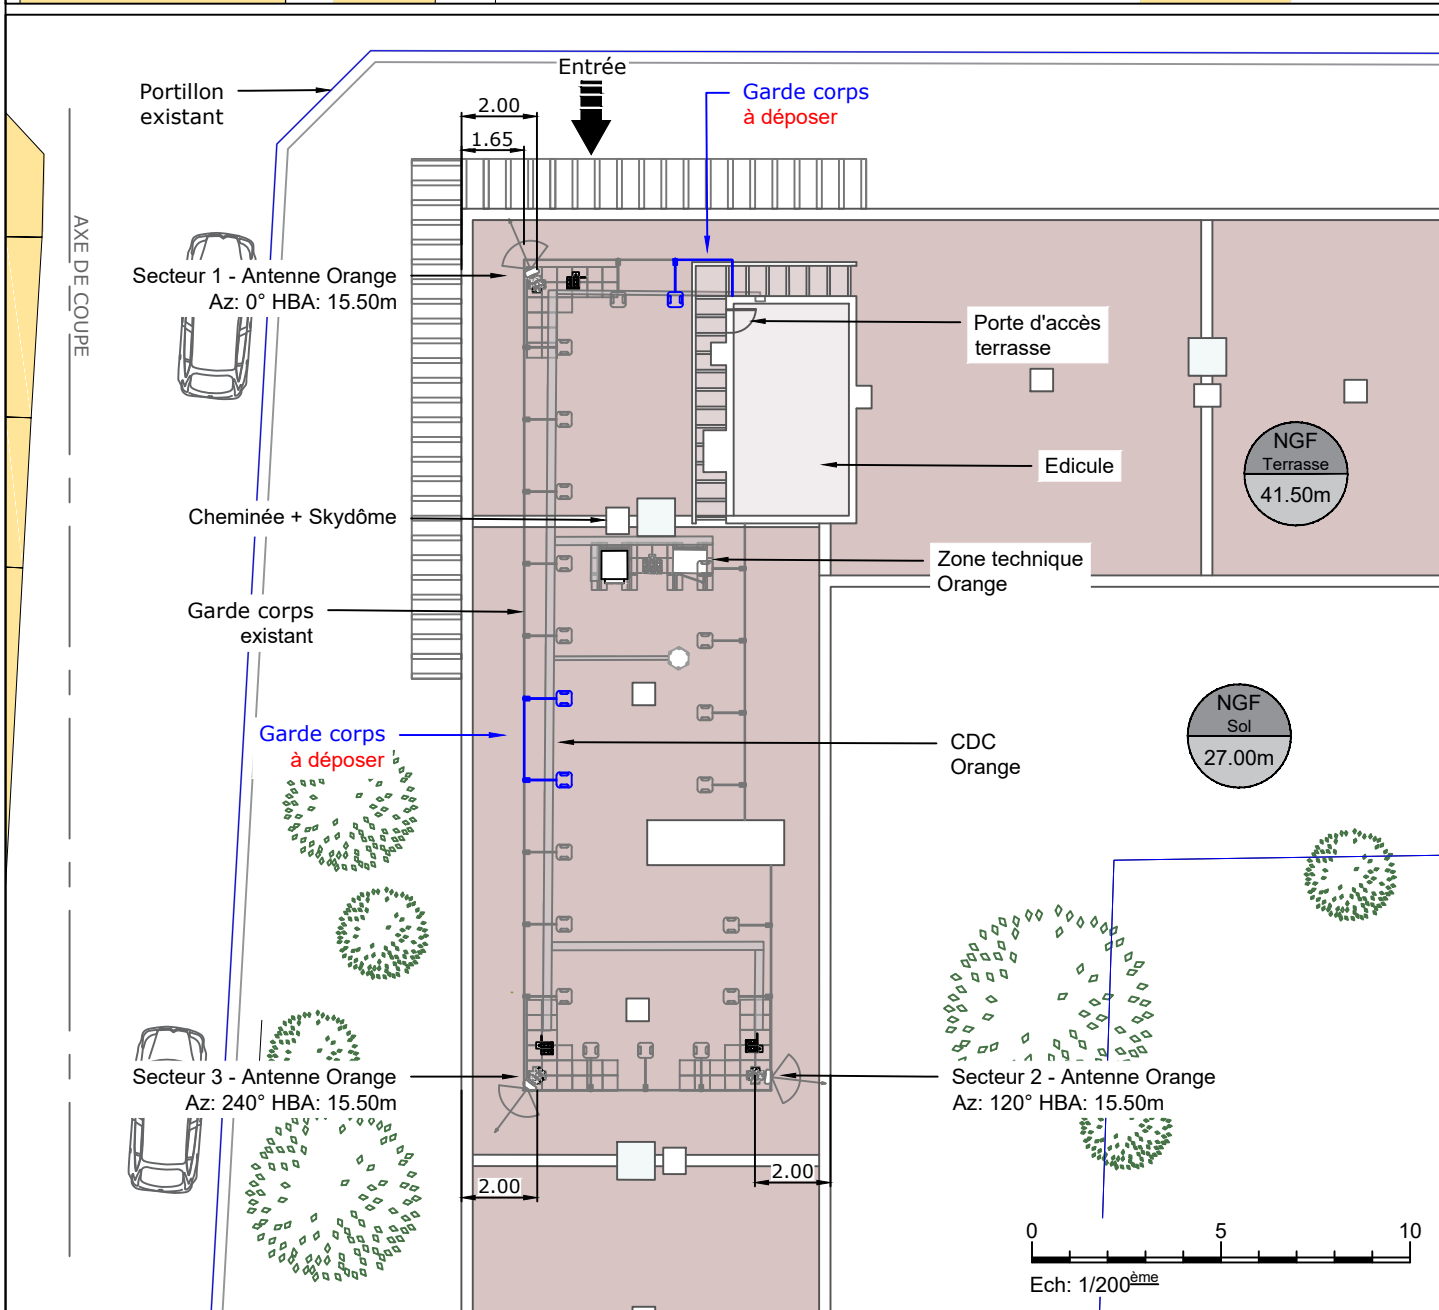 Portillon
existant
Entrée
Garde corps
à déposer
2.00
1.65
AXE DE COUPE
Secteur 1 - Antenne Orange
Az: 0° HBA: 15.50m
Porte d'accès
terrasse
NGF
Terrasse
41.50m
Edicule
Cheminée + Skydôme
Zone technique
Orange
Garde corps
existant
NGF
Sol
27.00m
Garde corps
à déposer
CDC
Orange
Secteur 3 - Antenne Orange
Az: 240° HBA: 15.50m
Secteur 2 - Antenne Orange
Az: 120° HBA: 15.50m
2.00
2.00
0 5 10
Ech: 1/200ème